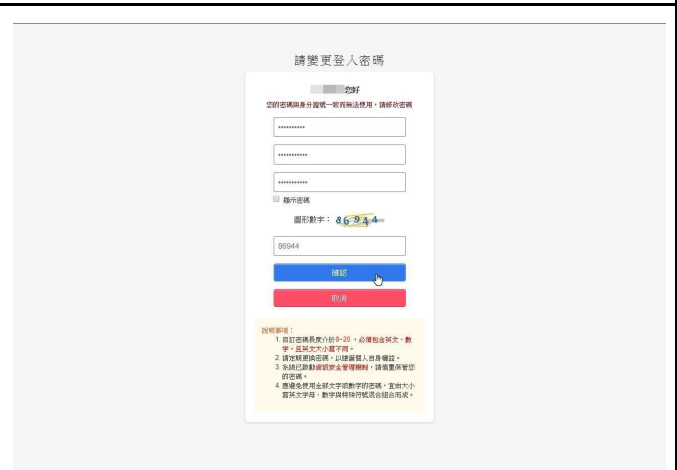 請變更登入密碼
您好
您的密碼與身分證號一致而無法使用，請修改密碼
••••••••••
•••••••••••
•••••••••••
顯示密碼
圖形數字： 86944
86944
確認
取消
說明事項：
1. 自訂密碼長度介於8~20，必須包含英文、數
字，且英文大小寫不同。
2. 請定期更換密碼，以維護個人自身權益。
3. 系統已啟動資訊安全管理機制，請慎重保管您
的密碼。
4. 應避免使用全部文字或數字的密碼，宜由大小
寫英文字母、數字與特殊符號混合組合而成。